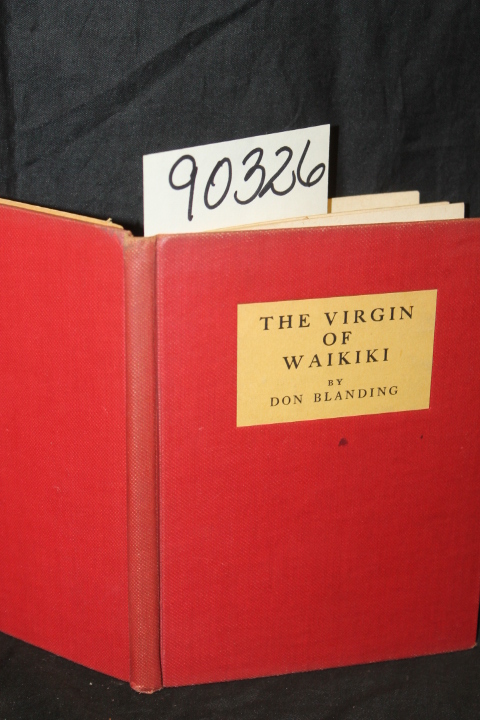 90326
THE VIRGIN
OF
WAIKIKI
BY
DON BLANDING